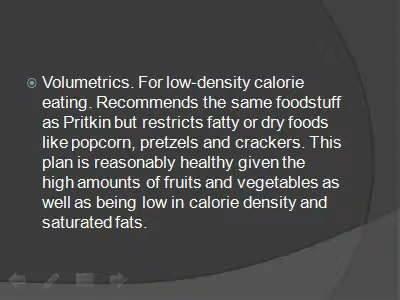 Volumetrics. For low-density calorie
eating. Recommends the same foodstuff
as Pritkin but restricts fatty or dry foods
like popcorn, pretzels and crackers. This
plan is reasonably healthy given the
high amounts of fruits and vegetables as
well as being low in calorie density and
saturated fats.